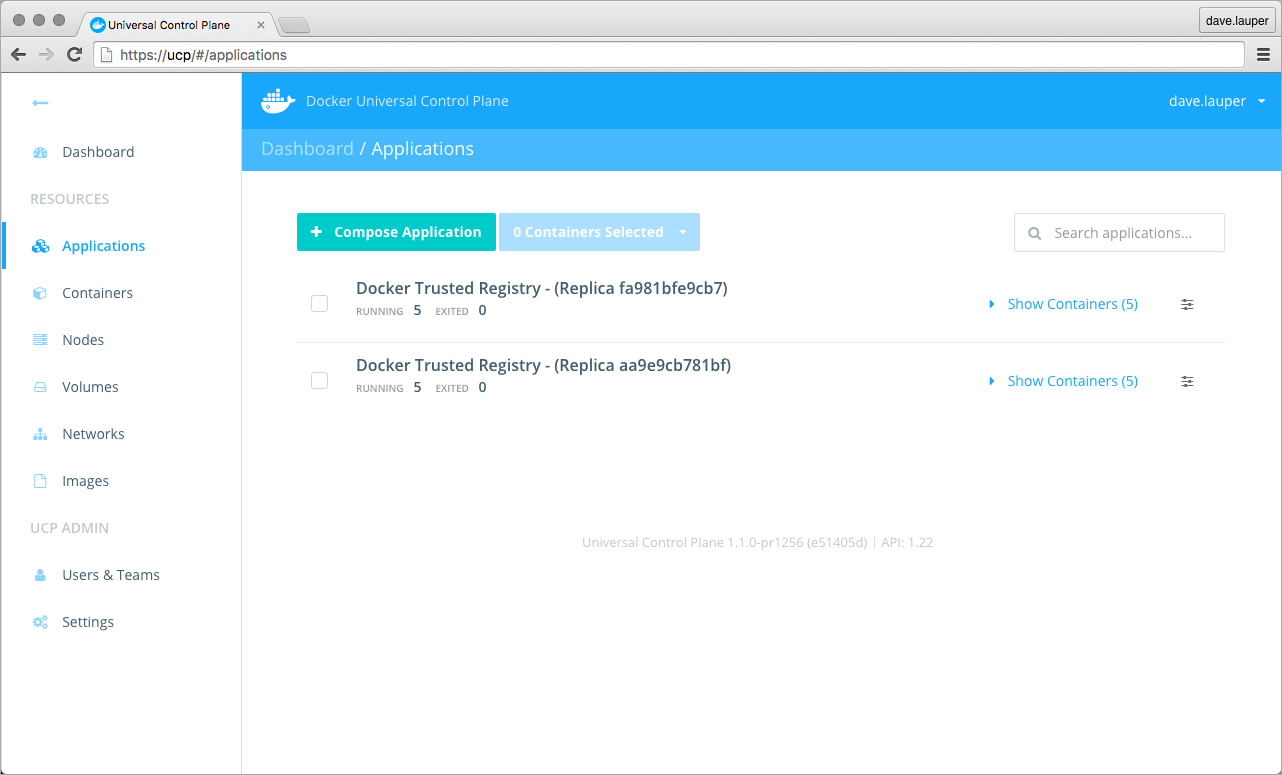 Universal Control Plane
dave.lauper
https://ucp/#/applications
Docker Universal Control Plane
dave.lauper
Dashboard / Applications
Dashboard
RESOURCES
Applications
Containers
Nodes
Volumes
Networks
Images
UCP ADMIN
Users & Teams
Settings
+ Compose Application
0 Containers Selected
Search applications...
Docker Trusted Registry - (Replica fa981bfe9cb7)
RUNNING 5 EXITED 0
Show Containers (5)
Docker Trusted Registry - (Replica aa9e9cb781bf)
RUNNING 5 EXITED 0
Show Containers (5)
Universal Control Plane 1.1.0-pr1256 (e51405d) | API: 1.22